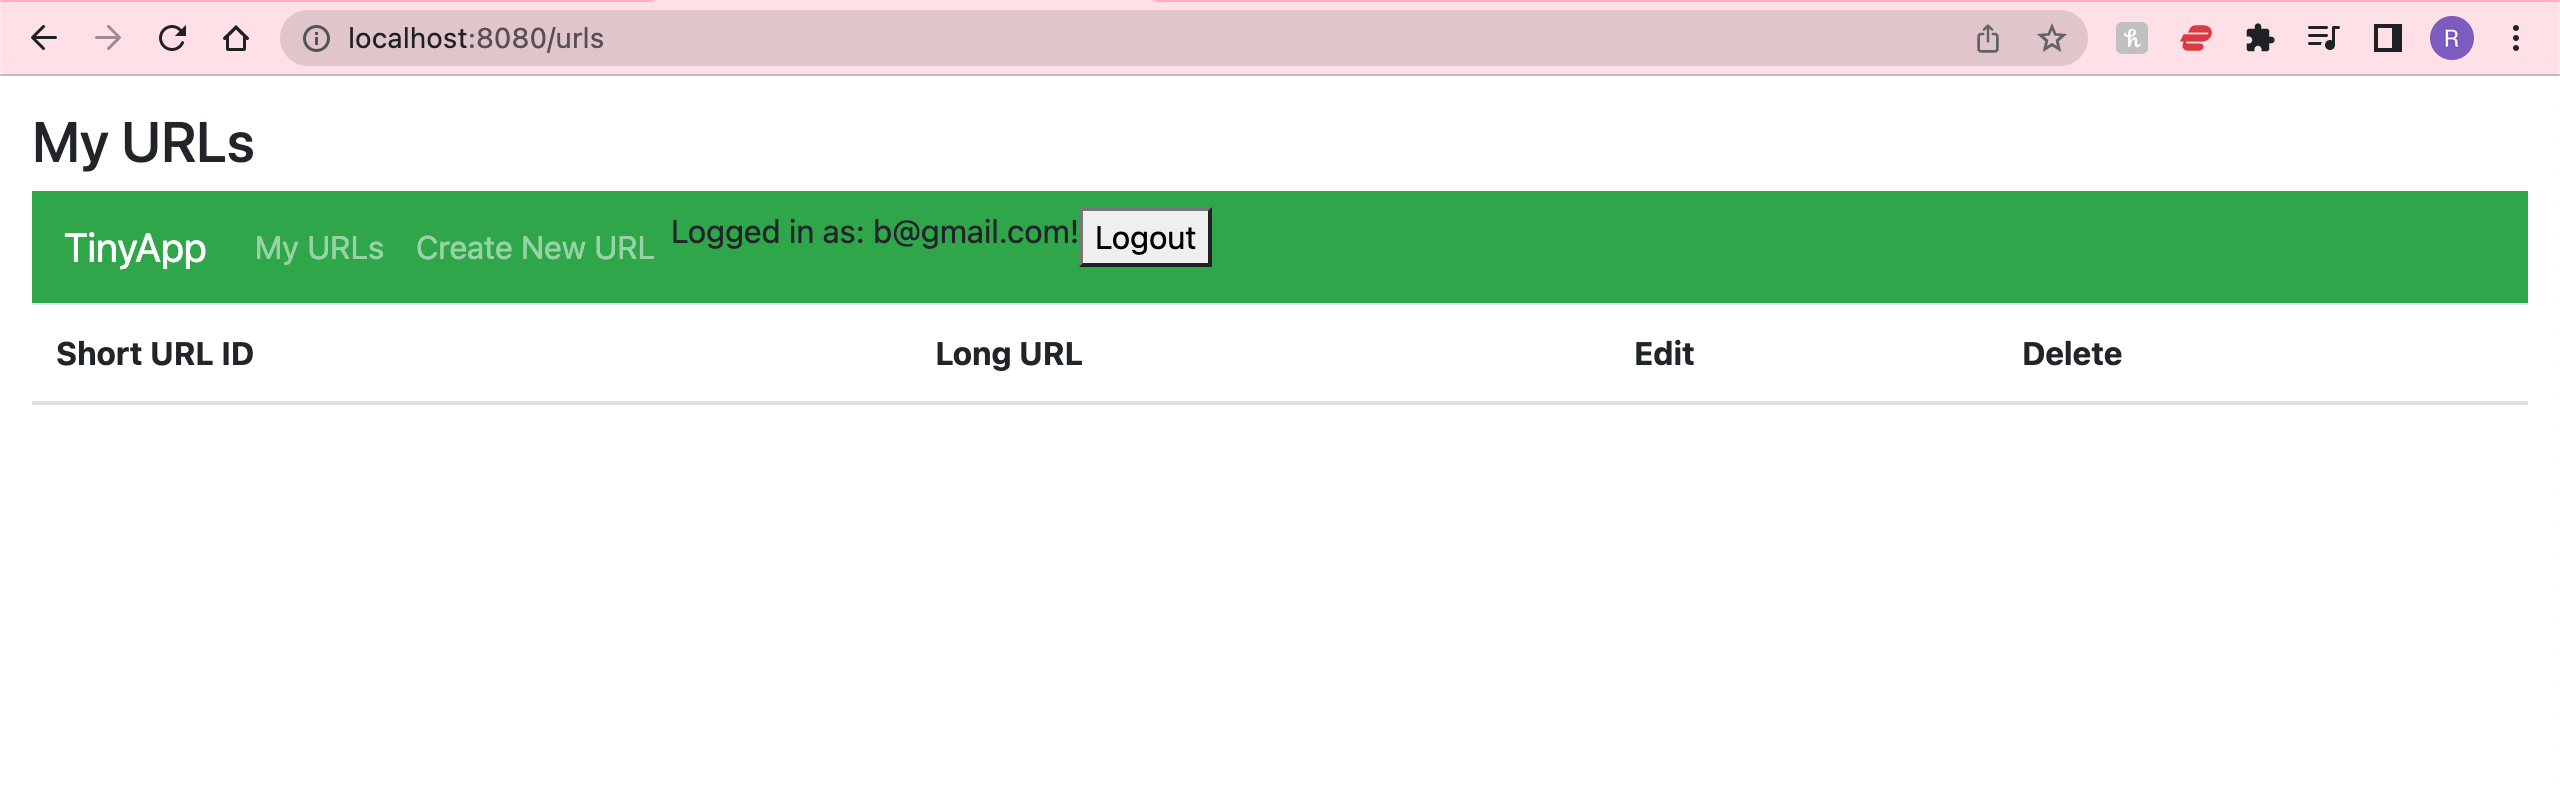 localhost:8080/urls
R
My URLs
TinyApp My URLs Create New URL Logged in as: b@gmail.com! Logout
Short URL ID Long URL Edit Delete